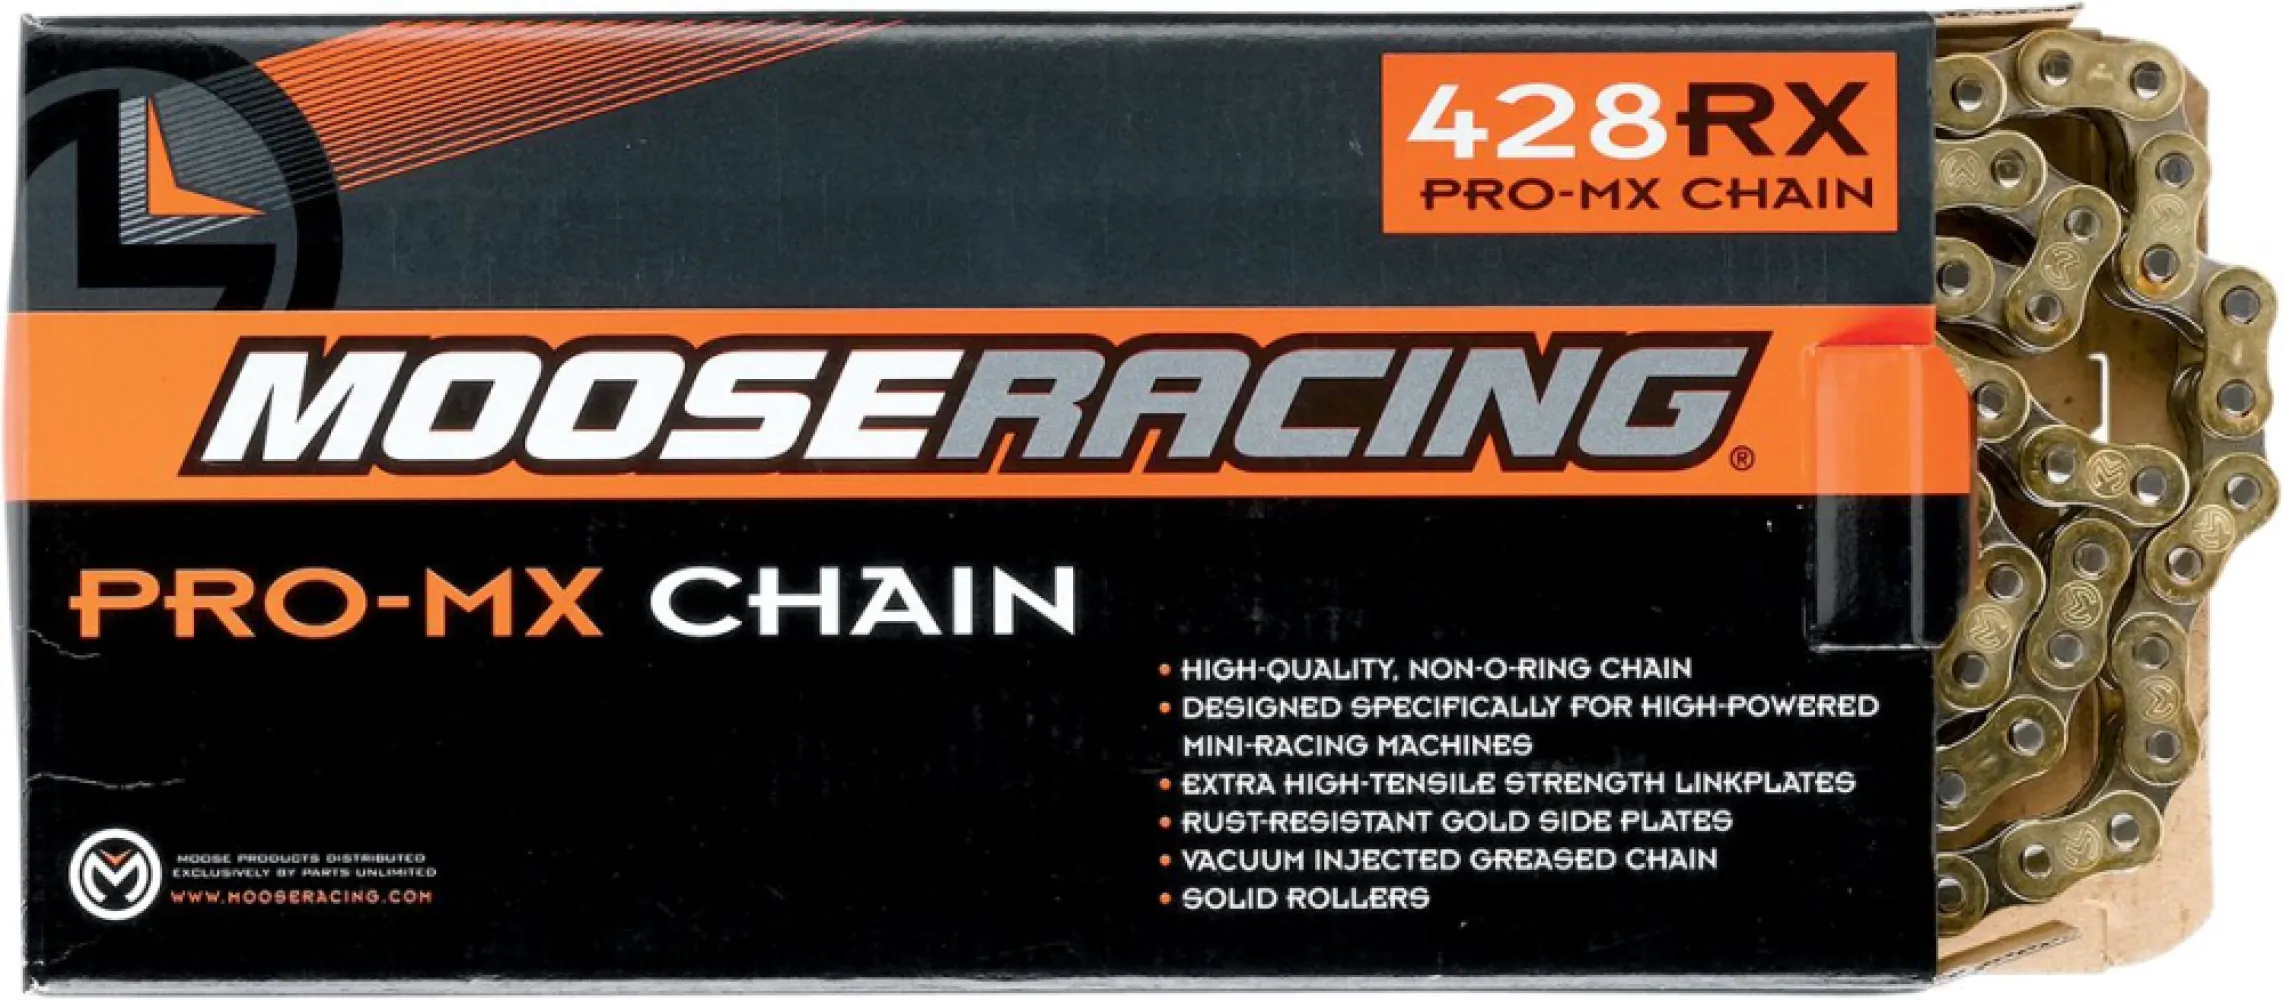 428RX
PRO-MX CHAIN
MOOSERACING®
PRO-MX CHAIN
• HIGH-QUALITY, NON-O-RING CHAIN
• DESIGNED SPECIFICALLY FOR HIGH-POWERED
MINI-RACING MACHINES
• EXTRA HIGH-TENSILE STRENGTH LINKPLATES
• RUST-RESISTANT GOLD SIDE PLATES
• VACUUM INJECTED GREASED CHAIN
• SOLID ROLLERS
MOOSE PRODUCTS DISTRIBUTED
EXCLUSIVELY BY PARTS UNLIMITED
WWW.MOOSERACING.COM